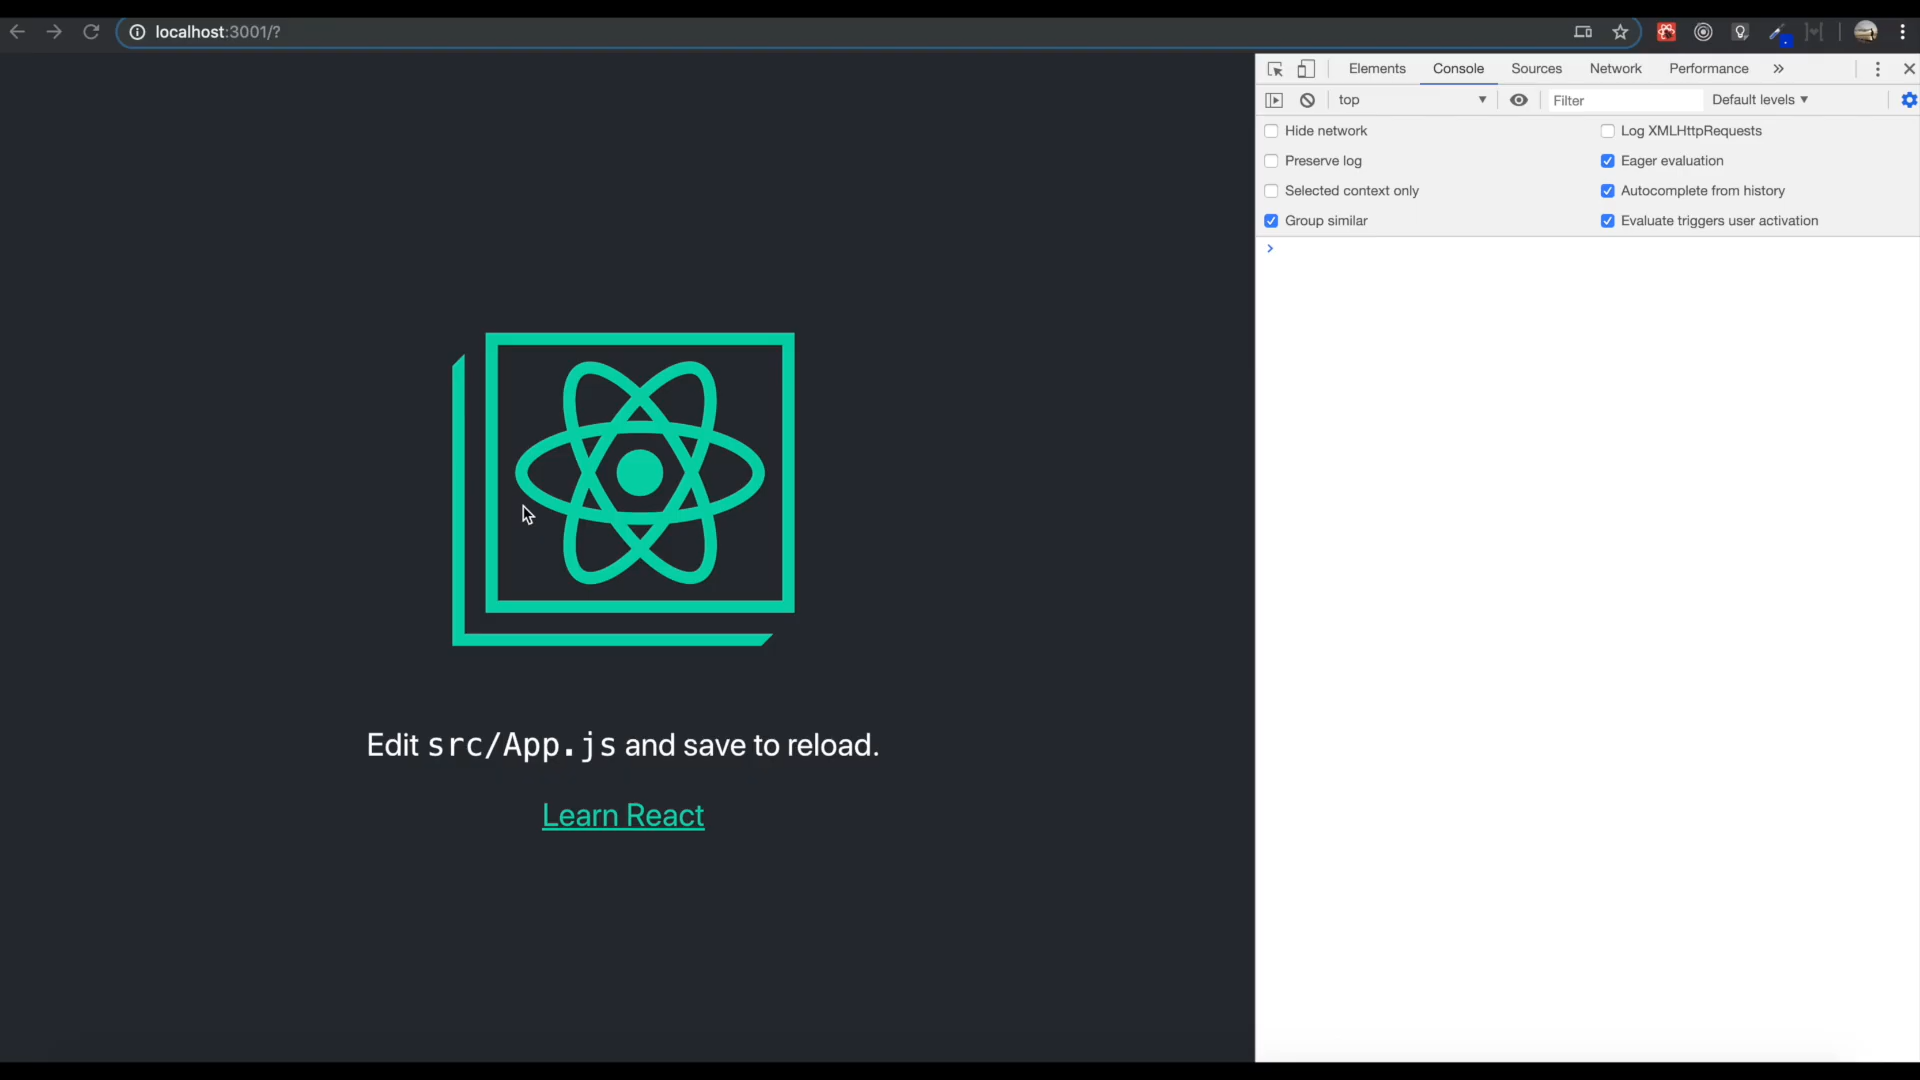 localhost:3001/?
Elements Console Sources Network Performance »
top Filter Default levels
Hide network Log XMLHttpRequests
Preserve log Eager evaluation
Selected context only Autocomplete from history
Group similar Evaluate triggers user activation
Edit src/App.js and save to reload.
Learn React